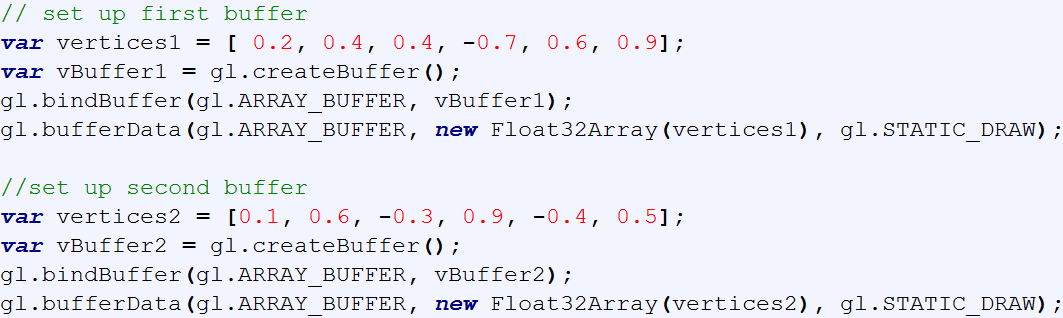 // set up first buffer
var vertices1 = [ 0.2, 0.4, 0.4, -0.7, 0.6, 0.9];
var vBuffer1 = gl.createBuffer();
gl.bindBuffer(gl.ARRAY_BUFFER, vBuffer1);
gl.bufferData(gl.ARRAY_BUFFER, new Float32Array(vertices1), gl.STATIC_DRAW);
//set up second buffer
var vertices2 = [0.1, 0.6, -0.3, 0.9, -0.4, 0.5];
var vBuffer2 = gl.createBuffer();
gl.bindBuffer(gl.ARRAY_BUFFER, vBuffer2);
gl.bufferData(gl.ARRAY_BUFFER, new Float32Array(vertices2), gl.STATIC_DRAW);